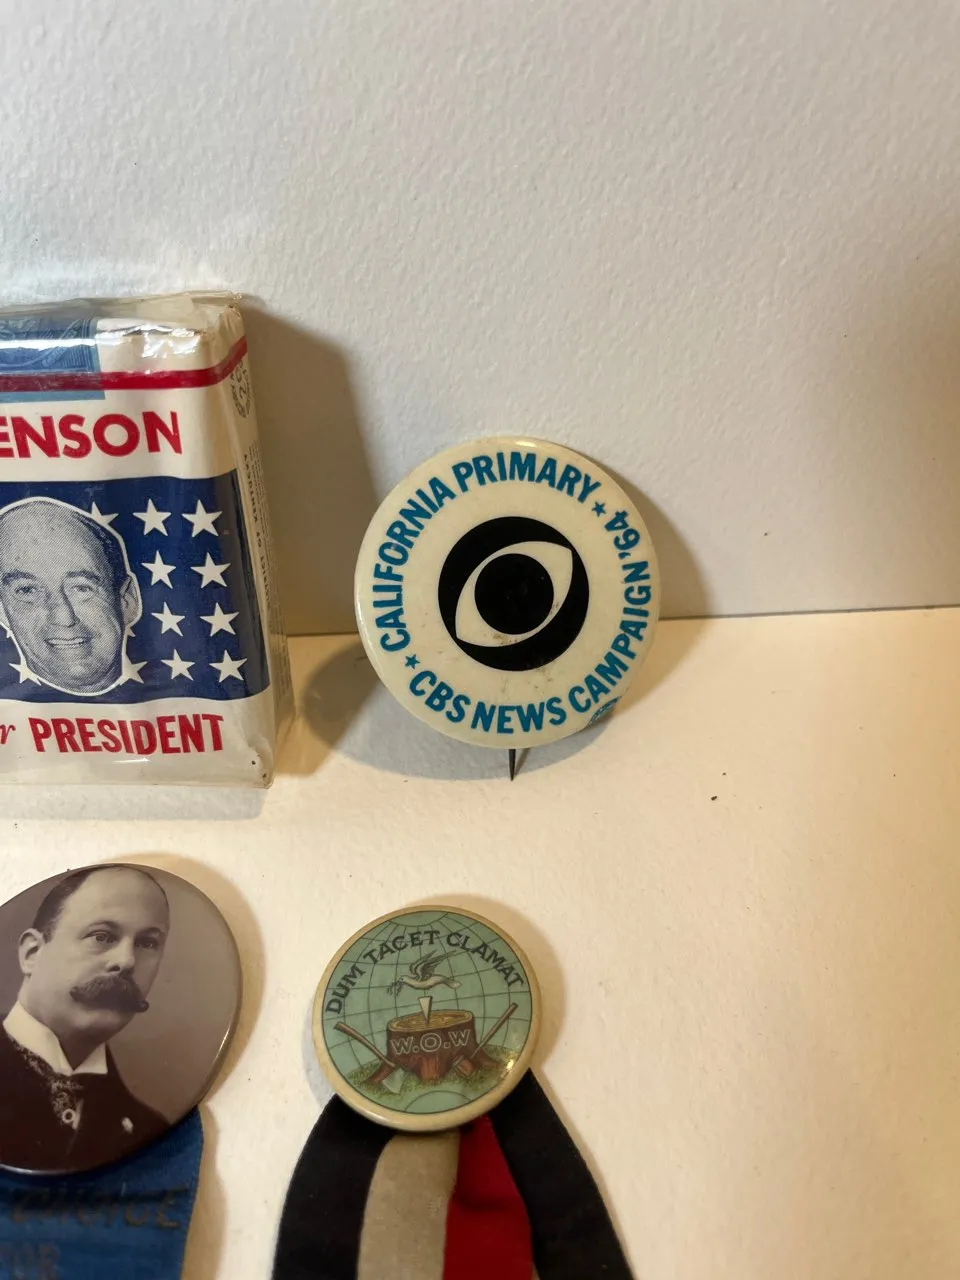 ENSON
r PRESIDENT
CALIFORNIA PRIMARY ★
CBS NEWS CAMPAIGN '64 ★
DUM TACET CLAMAT
W.O.W